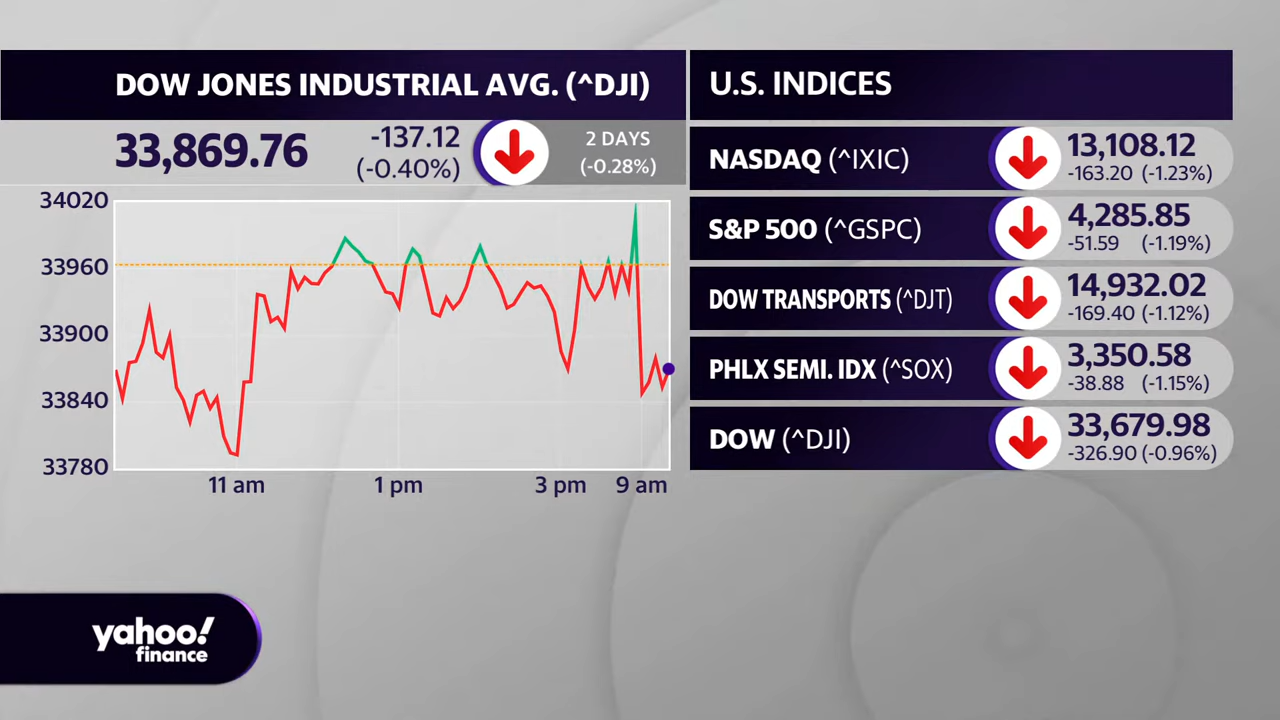 DOW JONES INDUSTRIAL AVG. (^DJI)
33,869.76
-137.12
(-0.40%)
2 DAYS
(-0.28%)
34020
33960
33900
33840
33780
11 am
1 pm
3 pm
9 am
U.S. INDICES
NASDAQ (^IXIC)
13,108.12
-163.20 (-1.23%)
S&P 500 (^GSPC)
4,285.85
-51.59 (-1.19%)
DOW TRANSPORTS (^DJT)
14,932.02
-169.40 (-1.12%)
PHLX SEMI. IDX (^SOX)
3,350.58
-38.88 (-1.15%)
DOW (^DJI)
33,679.98
-326.90 (-0.96%)
yahoo!
finance